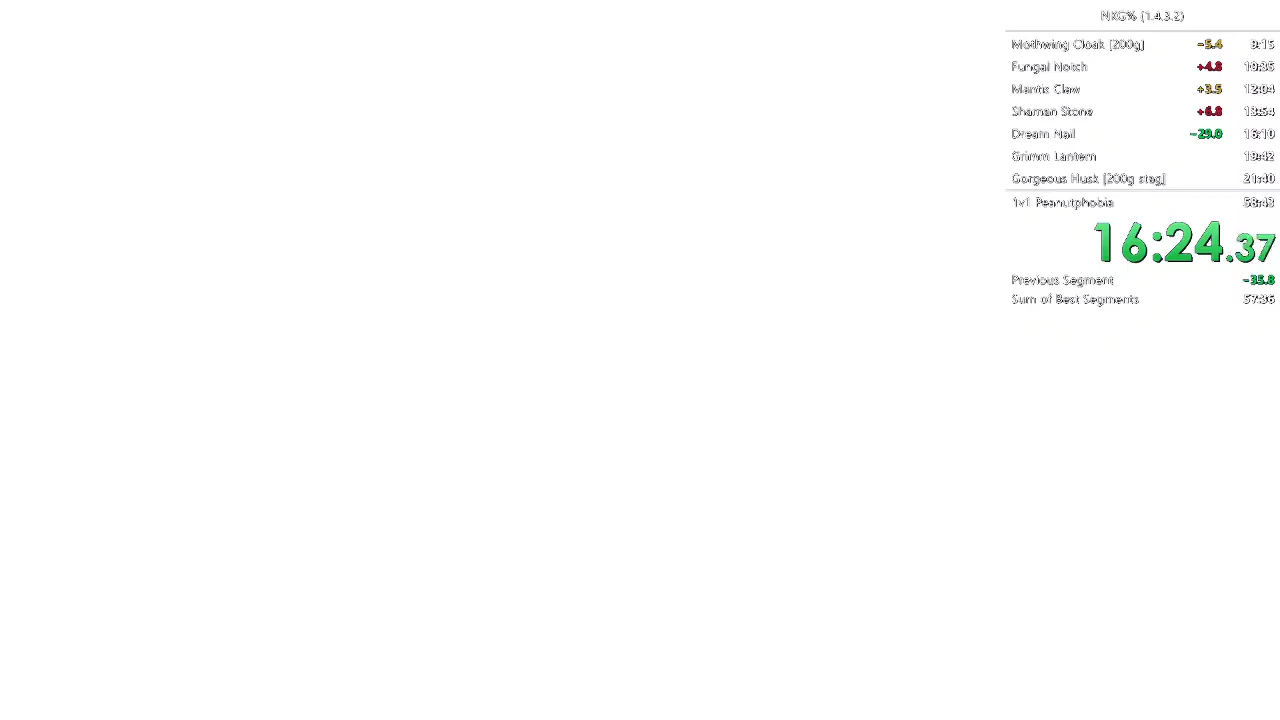 NKG% (1.4.3.2)
Mothwing Cloak [200g] -5.4 9:15
Fungal Notch +4.8 10:35
Mantis Claw +3.5 12:04
Shaman Stone +6.8 13:54
Dream Nail -29.0 16:10
Grimm Lantern 19:42
Gorgeous Husk [200g stag] 21:40
1v1 Peanutphobia 58:43
16:24.37
Previous Segment -35.8
Sum of Best Segments 57:36